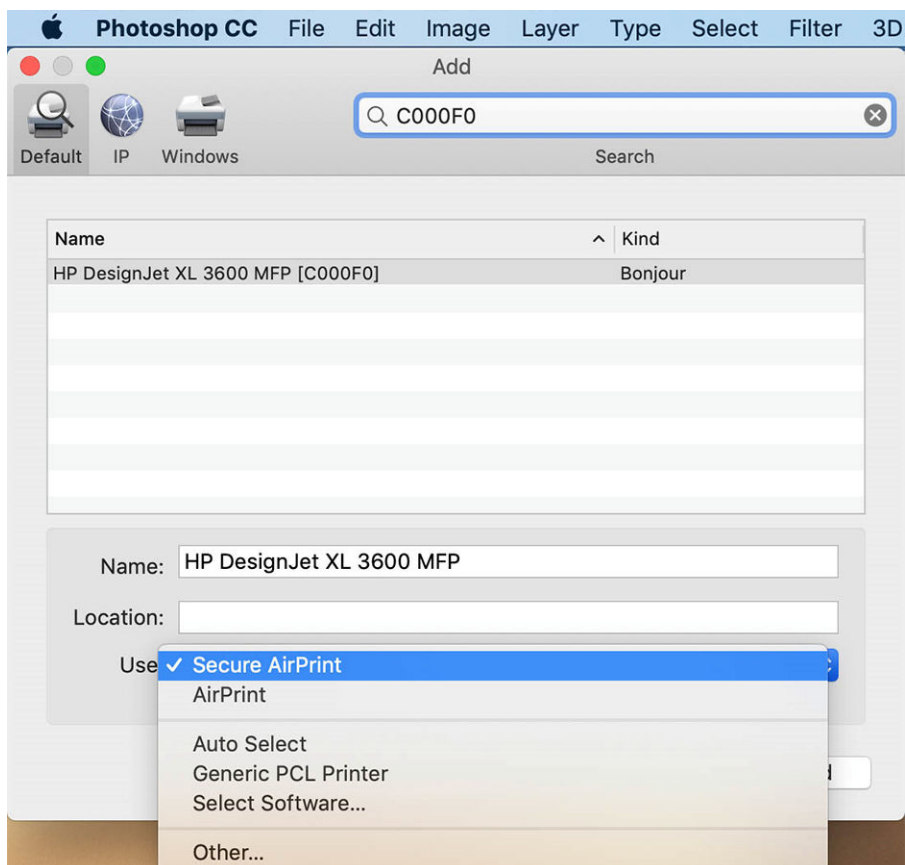 Photoshop CC File Edit Image Layer Type Select Filter 3D
Add
C000F0
Default IP Windows Search
Name Kind
HP DesignJet XL 3600 MFP [C000F0] Bonjour
Name: HP DesignJet XL 3600 MFP
Location:
Use ✓ Secure AirPrint
AirPrint
Auto Select
Generic PCL Printer
Select Software...
Other...